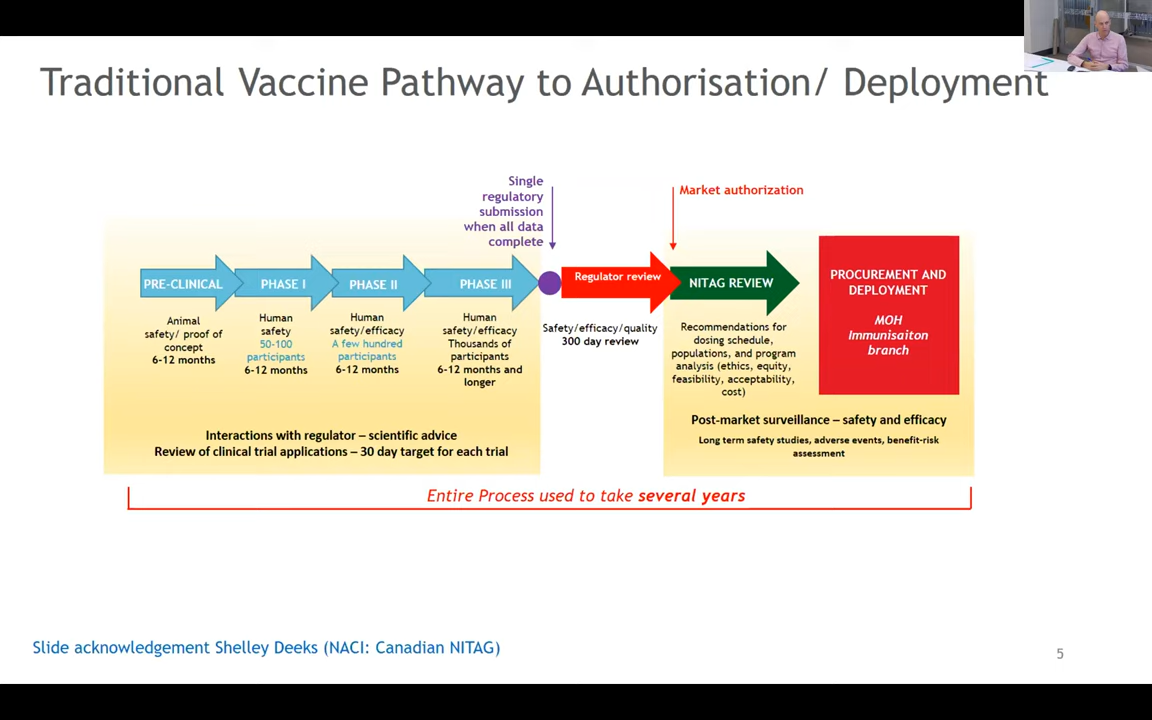 Traditional Vaccine Pathway to Authorisation/ Deployment
Single
regulatory
submission
when all data
complete
Market authorization
PRE-CLINICAL
PHASE I
PHASE II
PHASE III
Regulator review
NITAG REVIEW
PROCUREMENT AND
DEPLOYMENT
MOH
Immunisaiton
branch
Animal
safety/ proof of
concept
6-12 months
Human
safety
50-100
participants
6-12 months
Human
safety/efficacy
A few hundred
participants
6-12 months
Human
safety/efficacy
Thousands of
participants
6-12 months and
longer
Safety/efficacy/quality
300 day review
Recommendations for
dosing schedule,
populations, and program
analysis (ethics, equity,
feasibility, acceptability,
cost)
Interactions with regulator – scientific advice
Review of clinical trial applications – 30 day target for each trial
Post-market surveillance – safety and efficacy
Long term safety studies, adverse events, benefit-risk
assessment
Entire Process used to take several years
Slide acknowledgement Shelley Deeks (NACI: Canadian NITAG)
5